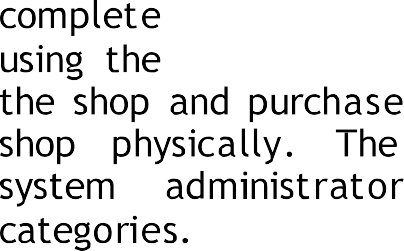 complete
using the
the shop and purchase
shop physically. The
system administrator
categories.